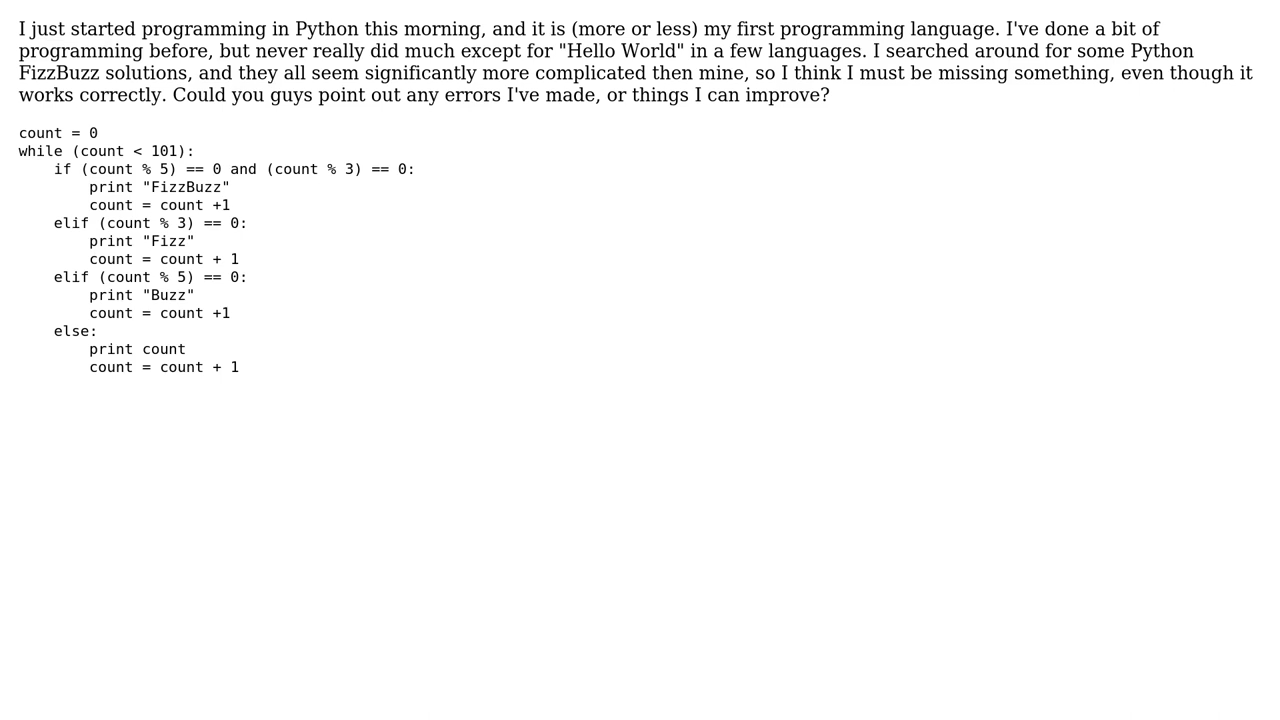 I just started programming in Python this morning, and it is (more or less) my first programming language. I've done a bit of
programming before, but never really did much except for "Hello World" in a few languages. I searched around for some Python
FizzBuzz solutions, and they all seem significantly more complicated then mine, so I think I must be missing something, even though it
works correctly. Could you guys point out any errors I've made, or things I can improve?
count = 0
while (count < 101):
    if (count % 5) == 0 and (count % 3) == 0:
        print "FizzBuzz"
        count = count +1
    elif (count % 3) == 0:
        print "Fizz"
        count = count + 1
    elif (count % 5) == 0:
        print "Buzz"
        count = count +1
    else:
        print count
        count = count + 1